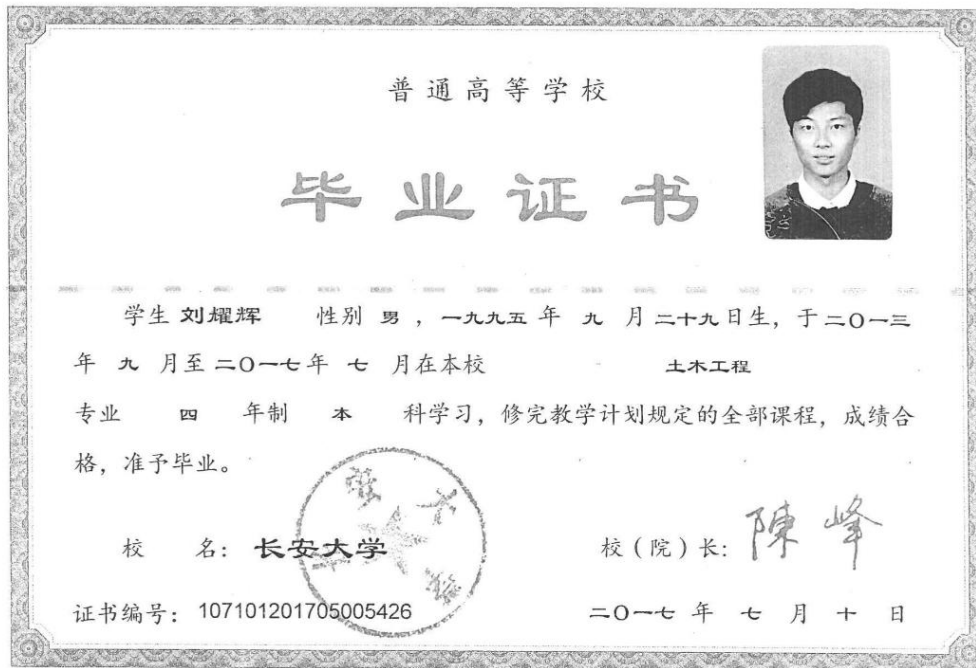 普通高等学校
毕业证书
学生 刘耀辉 性别 男 ，一九九五 年 九 月 二十九日生，于 二O一三
年 九 月至 二O一七年 七 月在本校 土木工程
专业 四 年制 本 科学习，修完教学计划规定的全部课程，成绩合
格，准予毕业。
校 名： 长安大学
校（院）长: 陳峰
证书编号： 107101201705005426
二O一七 年 七 月 十 日